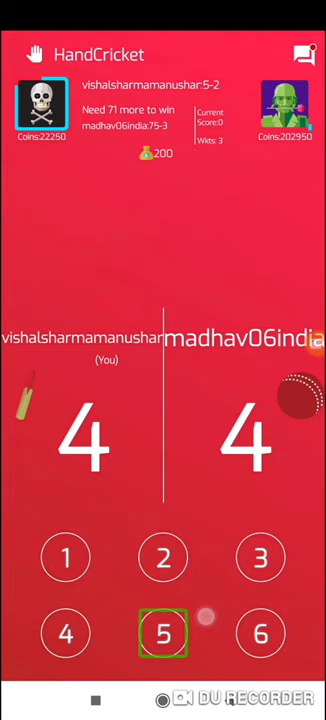 HandCricket
vishalsharmamanushar:5-2
Need 71 more to win
madhav06india:75-3
Current
Score:0
Wkts: 3
Coins:22250
Coins:202950
200
vishalsharmamanushar
(You)
madhav06india
4
4
1
2
3
4
5
6
DU RECORDER